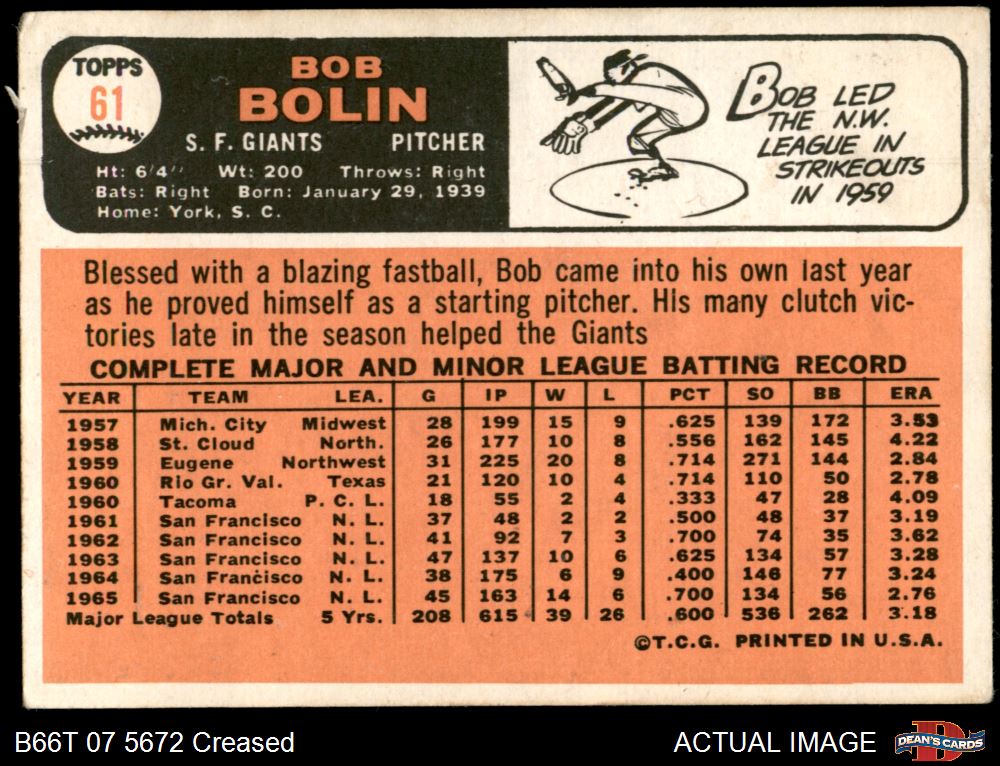 TOPPS
61
BOB
BOLIN
S. F. GIANTS PITCHER
Ht: 6'4" Wt: 200 Throws: Right
Bats: Right Born: January 29, 1939
Home: York, S. C.
BOB LED
THE N.W.
LEAGUE IN
STRIKEOUTS
IN 1959
Blessed with a blazing fastball, Bob came into his own last year
as he proved himself as a starting pitcher. His many clutch vic-
tories late in the season helped the Giants
COMPLETE MAJOR AND MINOR LEAGUE BATTING RECORD
YEAR TEAM LEA. G IP W L PCT SO BB ERA
1957 Mich. City Midwest 28 199 15 9 .625 139 172 3.53
1958 St. Cloud North. 26 177 10 8 .556 162 145 4.22
1959 Eugene Northwest 31 225 20 8 .714 271 144 2.84
1960 Rio Gr. Val. Texas 21 120 10 4 .714 110 50 2.78
1960 Tacoma P. C. L. 18 55 2 4 .333 47 28 4.09
1961 San Francisco N. L. 37 48 2 2 .500 48 37 3.19
1962 San Francisco N. L. 41 92 7 3 .700 74 35 3.62
1963 San Francisco N. L. 47 137 10 6 .625 134 57 3.28
1964 San Francisco N. L. 38 175 6 9 .400 146 77 3.24
1965 San Francisco N. L. 45 163 14 6 .700 134 56 2.76
Major League Totals 5 Yrs. 208 615 39 26 .600 536 262 3.18
©T.C.G. PRINTED IN U.S.A.
B66T 07 5672 Creased
ACTUAL IMAGE
DEAN'S CARDS